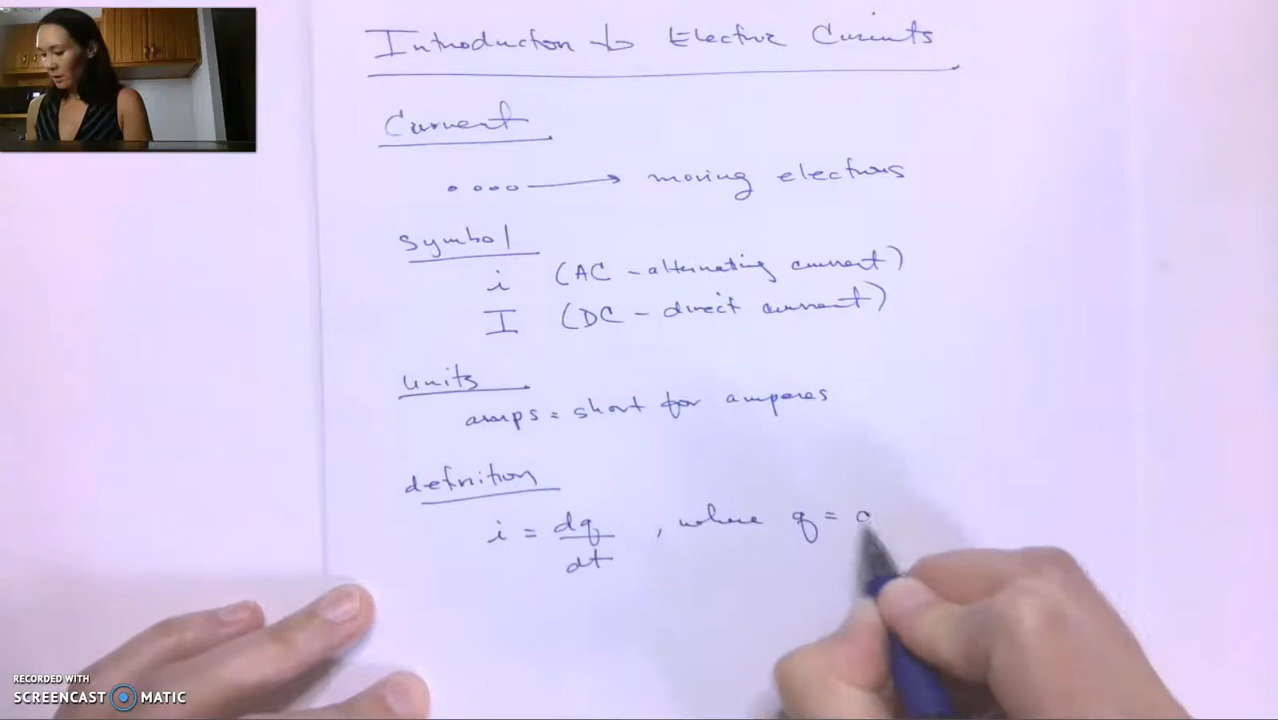 Introduction to Electric Currents
Current
moving electrons
symbol
i (AC - alternating current)
I (DC - direct current)
units
amps = short for amperes
definition
i = dq/dt , where q = c
RECORDED WITH
SCREENCAST MATIC